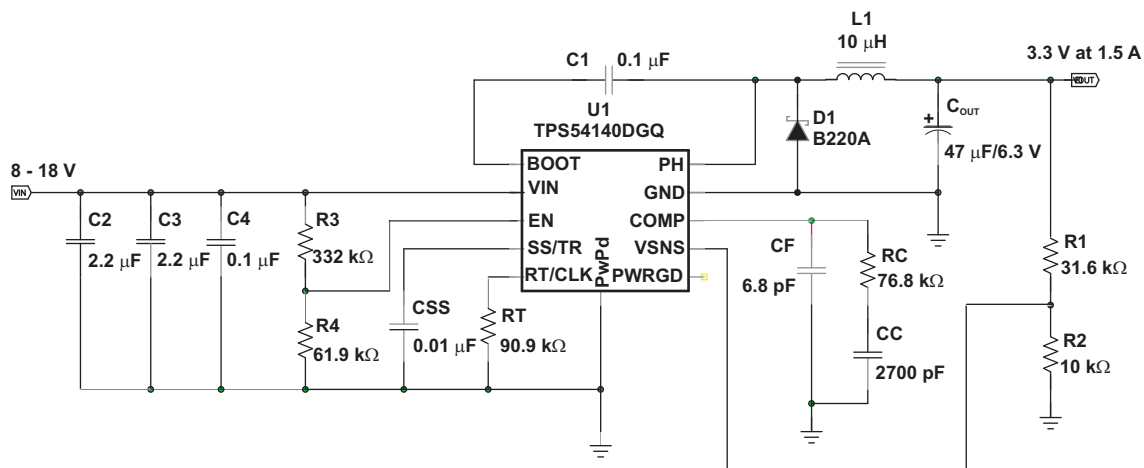 L1
10 μH
3.3 V at 1.5 A
C1
0.1 μF
U1
TPS54140DGQ
D1
B220A
C_OUT
+
47 μF/6.3 V
8 - 18 V
VIN
BOOT
VIN
EN
SS/TR
RT/CLK
PwPd
PH
GND
COMP
VSNS
PWRGD
C2
2.2 μF
C3
2.2 μF
C4
0.1 μF
R3
332 kΩ
R4
61.9 kΩ
CSS
0.01 μF
RT
90.9 kΩ
CF
6.8 pF
RC
76.8 kΩ
CC
2700 pF
R1
31.6 kΩ
R2
10 kΩ